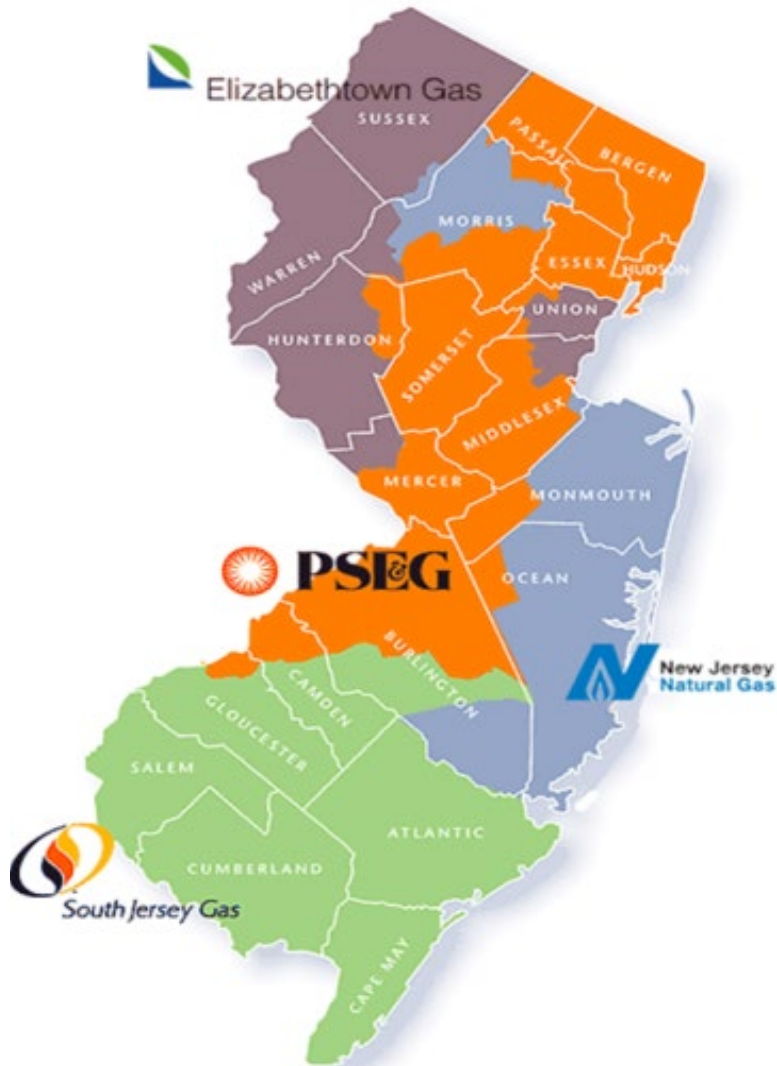 Elizabethtown Gas
SUSSEX
PASSAIC
BERGEN
MORRIS
WARREN
ESSEX
HUDSON
UNION
HUNTERDON
SOMERSET
MIDDLESEX
MERCER
MONMOUTH
PSE&G
OCEAN
BURLINGTON
New Jersey
Natural Gas
CAMDEN
GLOUCESTER
SALEM
ATLANTIC
CUMBERLAND
South Jersey Gas
CAPE MAY